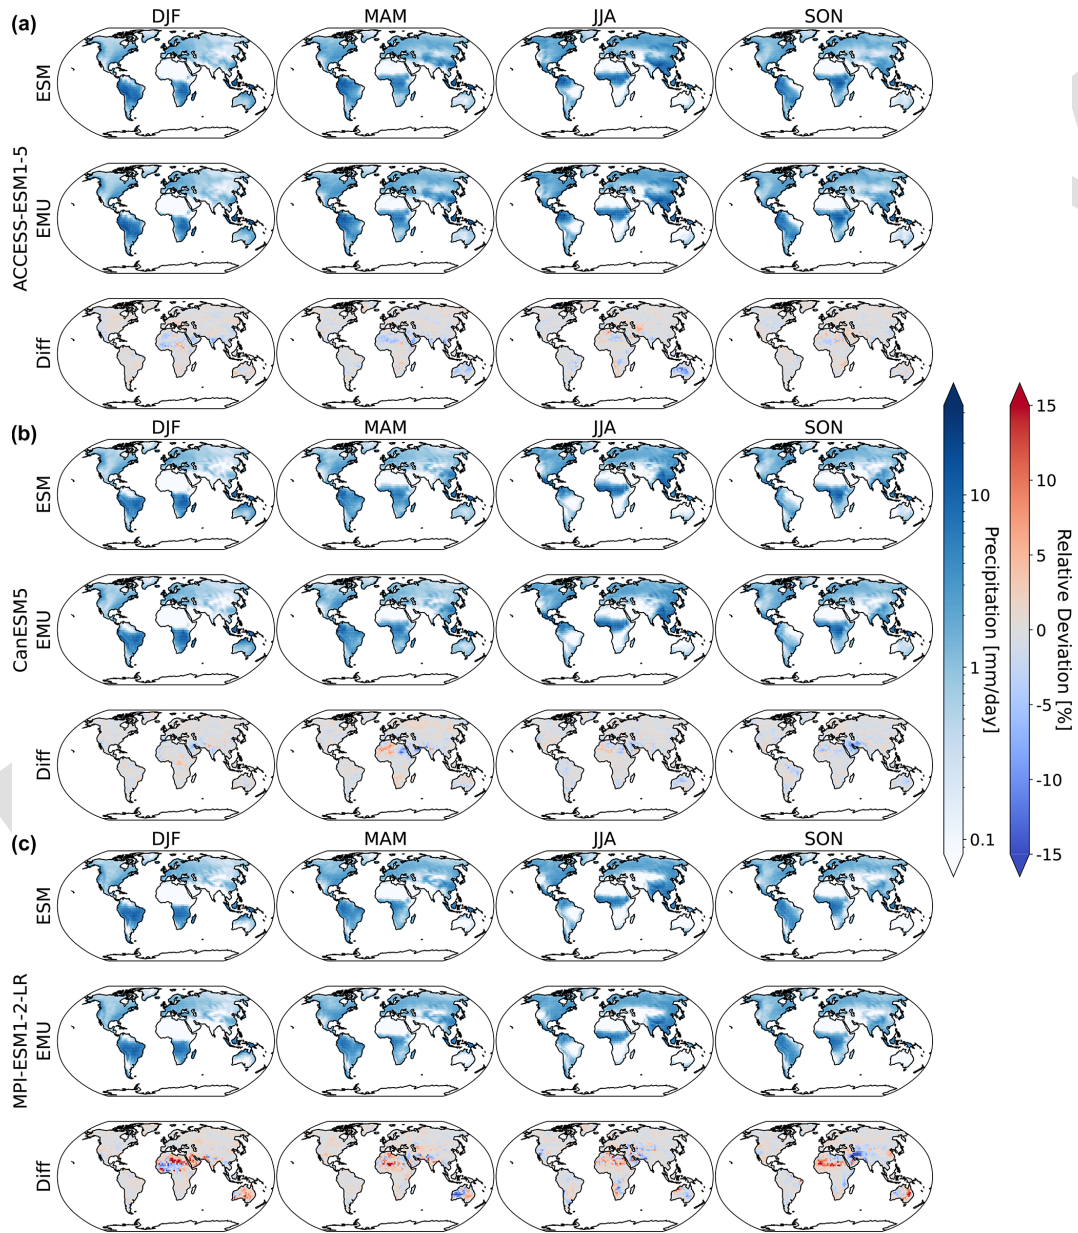 (a)
DJF MAM JJA SON
ESM
ACCESS-ESM1-5
EMU
Diff
(b)
DJF MAM JJA SON
ESM
CanESM5
EMU
Diff
(c)
DJF MAM JJA SON
ESM
MPI-ESM1-2-LR
EMU
Diff
10
1
0.1
Precipitation [mm/day]
15
10
5
0
-5
-10
-15
Relative Deviation [%]